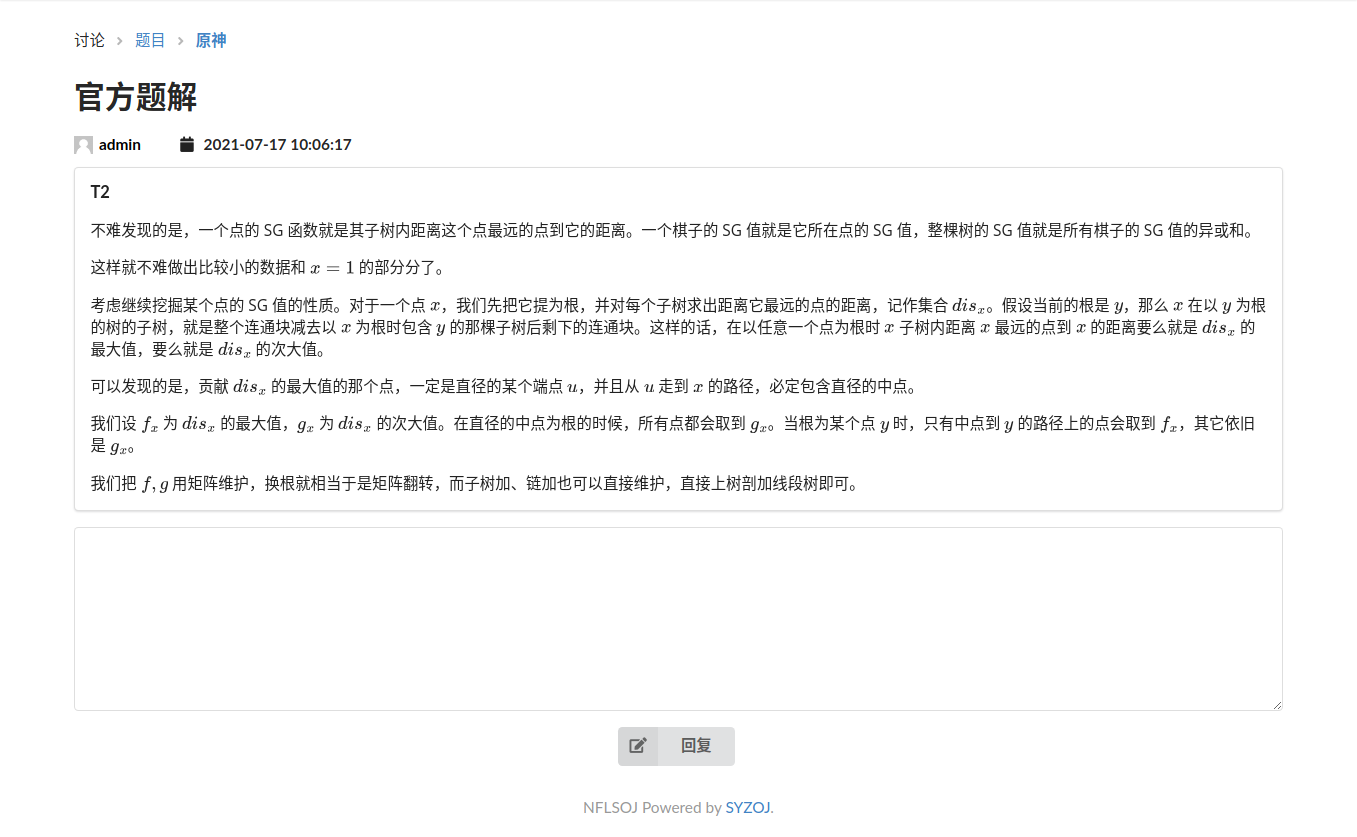 讨论 > 题目 > 原神
官方题解
admin 2021-07-17 10:06:17
T2
不难发现的是，一个点的 SG 函数就是其子树内距离这个点最远的点到它的距离。一个棋子的 SG 值就是它所在点的 SG 值，整棵树的 SG 值就是所有棋子的 SG 值的异或和。
这样就不难做出比较小的数据和 x = 1 的部分分了。
考虑继续挖掘某个点的 SG 值的性质。对于一个点 x，我们先把它提为根，并对每个子树求出距离它最远的点的距离，记作集合 dis_x。假设当前的根是 y，那么 x 在以 y 为根
的树的子树，就是整个连通块减去以 x 为根时包含 y 的那棵子树后剩下的连通块。这样的话，在以任意一个点为根时 x 子树内距离 x 最远的点到 x 的距离要么就是 dis_x 的
最大值，要么就是 dis_x 的次大值。
可以发现的是，贡献 dis_x 的最大值的那个点，一定是直径的某个端点 u，并且从 u 走到 x 的路径，必定包含直径的中点。
我们设 f_x 为 dis_x 的最大值，g_x 为 dis_x 的次大值。在直径的中点为根的时候，所有点都会取到 g_x。当根为某个点 y 时，只有中点到 y 的路径上的点会取到 f_x，其它依旧
是 g_x。
我们把 f, g 用矩阵维护，换根就相当于是矩阵翻转，而子树加、链加也可以直接维护，直接上树剖加线段树即可。
回复
NFLSOJ Powered by SYZOJ.